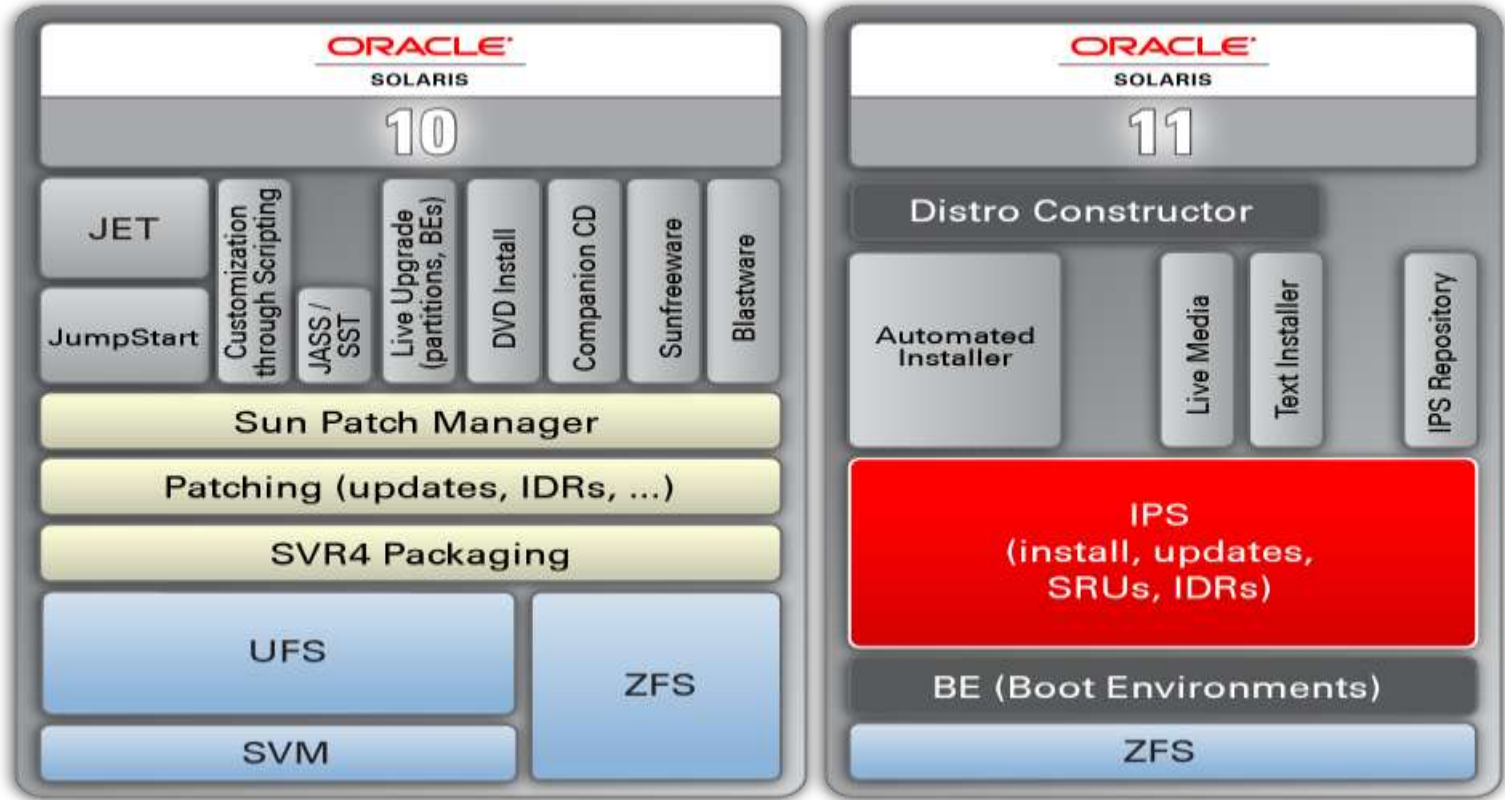 ORACLE
SOLARIS
10
JET
JumpStart
Customization
through Scripting
JASS /
SST
Live Upgrade
(partitions, BEs)
DVD Install
Companion CD
Sunfreeware
Blastware
Sun Patch Manager
Patching (updates, IDRs, ...)
SVR4 Packaging
UFS
SVM
ZFS
ORACLE
SOLARIS
11
Distro Constructor
Automated
Installer
Live Media
Text Installer
IPS Repository
IPS
(install, updates,
SRUs, IDRs)
BE (Boot Environments)
ZFS